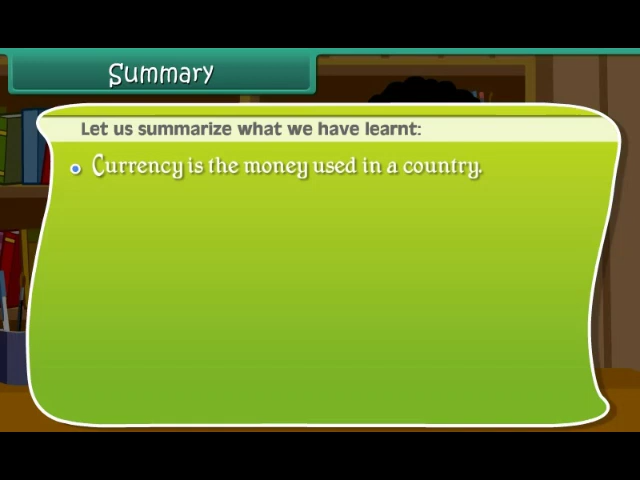 Summary
Let us summarize what we have learnt:
Currency is the money used in a country.